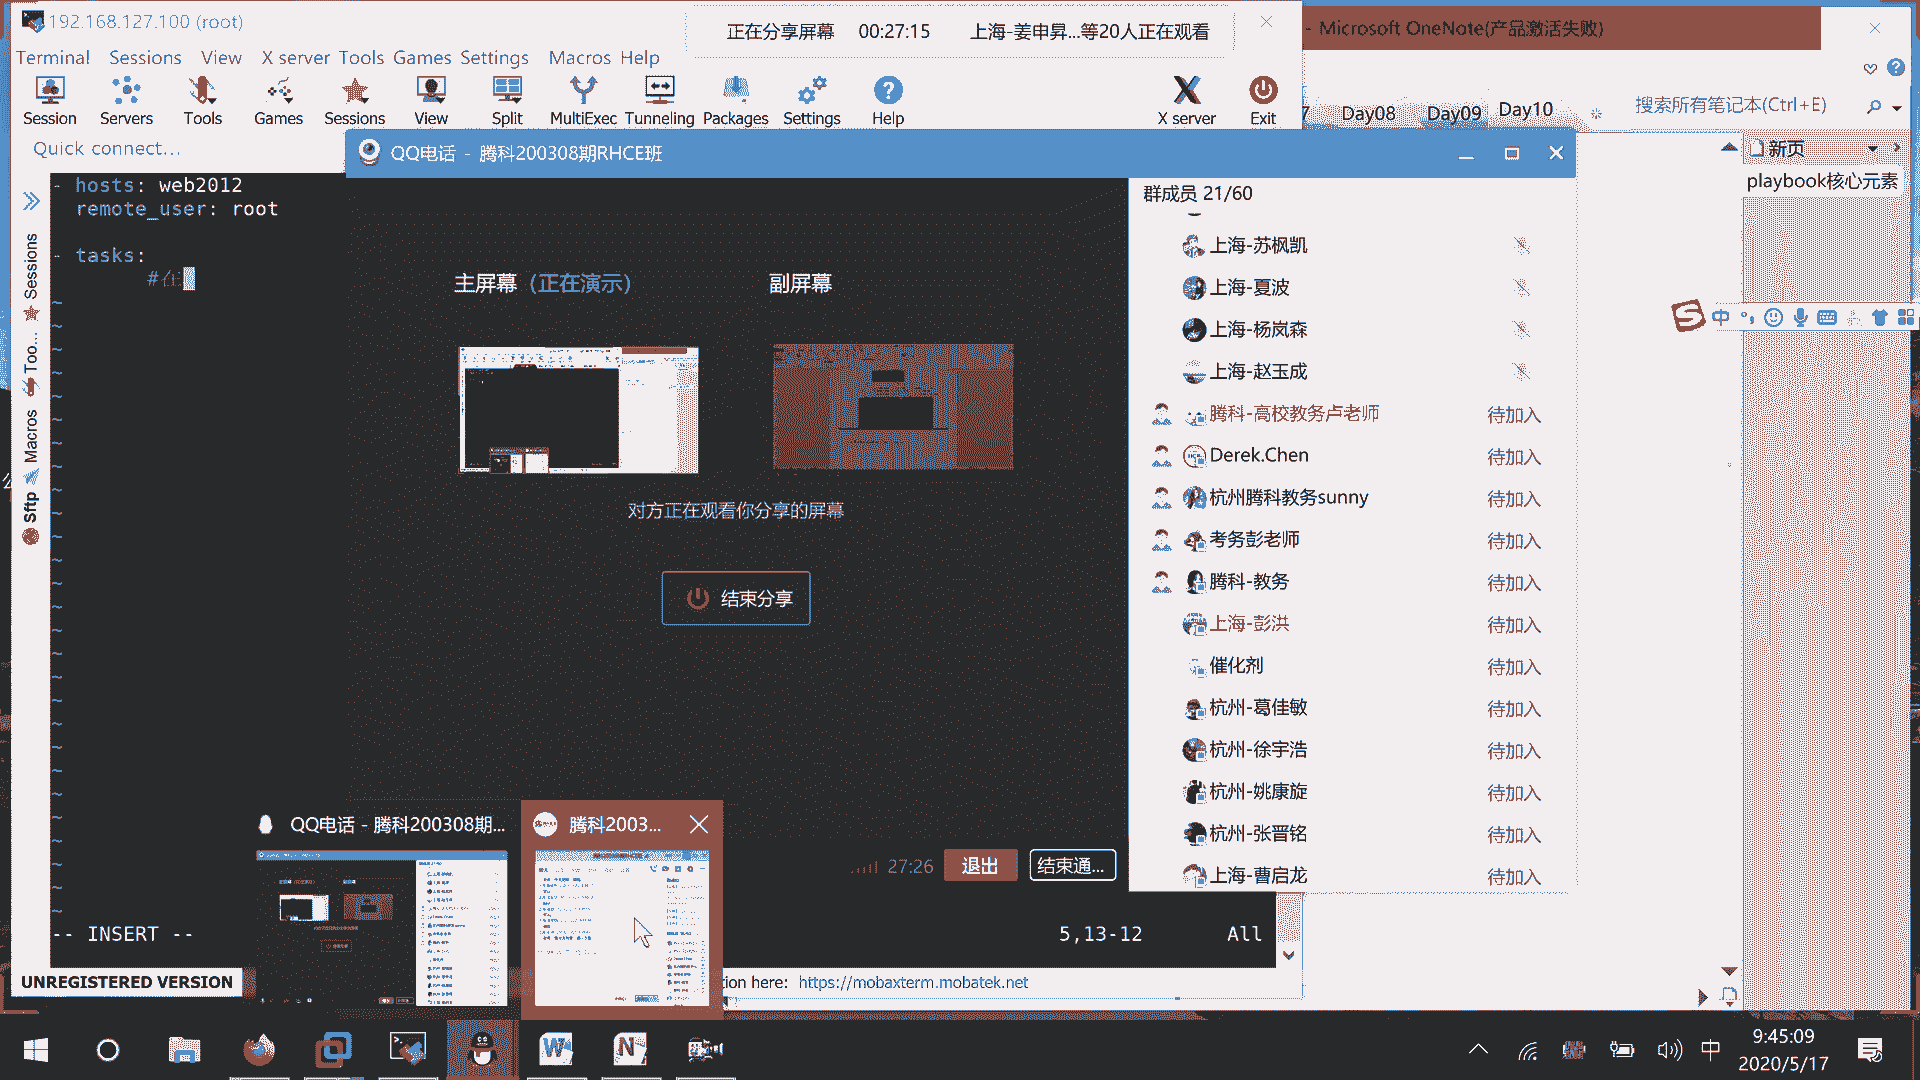 192.168.127.100 (root)
正在分享屏幕 00:27:15 上海-姜申昇...等20人正在观看
- Microsoft OneNote(产品激活失败)
Terminal Sessions View X server Tools Games Settings Macros Help
Session Servers Tools Games Sessions View Split MultiExec Tunneling Packages Settings Help X server Exit
7 Day08 Day09 Day10 搜索所有笔记本(Ctrl+E)
Quick connect...
QQ电话 - 腾科200308期RHCE班
新页
playbook核心元素
- hosts: web2012
remote_user: root
- tasks:
#在
Sessions
Too...
Macros
Sftp
主屏幕 (正在演示) 副屏幕
对方正在观看你分享的屏幕
结束分享
群成员 21/60
上海-苏枫凯
上海-夏波
上海-杨岚森
上海-赵玉成
腾科-高校教务卢老师 待加入
Derek.Chen 待加入
杭州腾科教务sunny 待加入
考务彭老师 待加入
腾科-教务 待加入
上海-彭洪 待加入
催化剂 待加入
杭州-葛佳敏 待加入
杭州-徐宇浩 待加入
杭州-姚康旋 待加入
杭州-张晋铭 待加入
上海-曹启龙 待加入
中
QQ电话 - 腾科200308期... 腾科2003...
27:26 退出 结束通...
-- INSERT -- 5,13-12 All
UNREGISTERED VERSION
tion here: https://mobaxterm.mobatek.net
中
9:45:09
2020/5/17